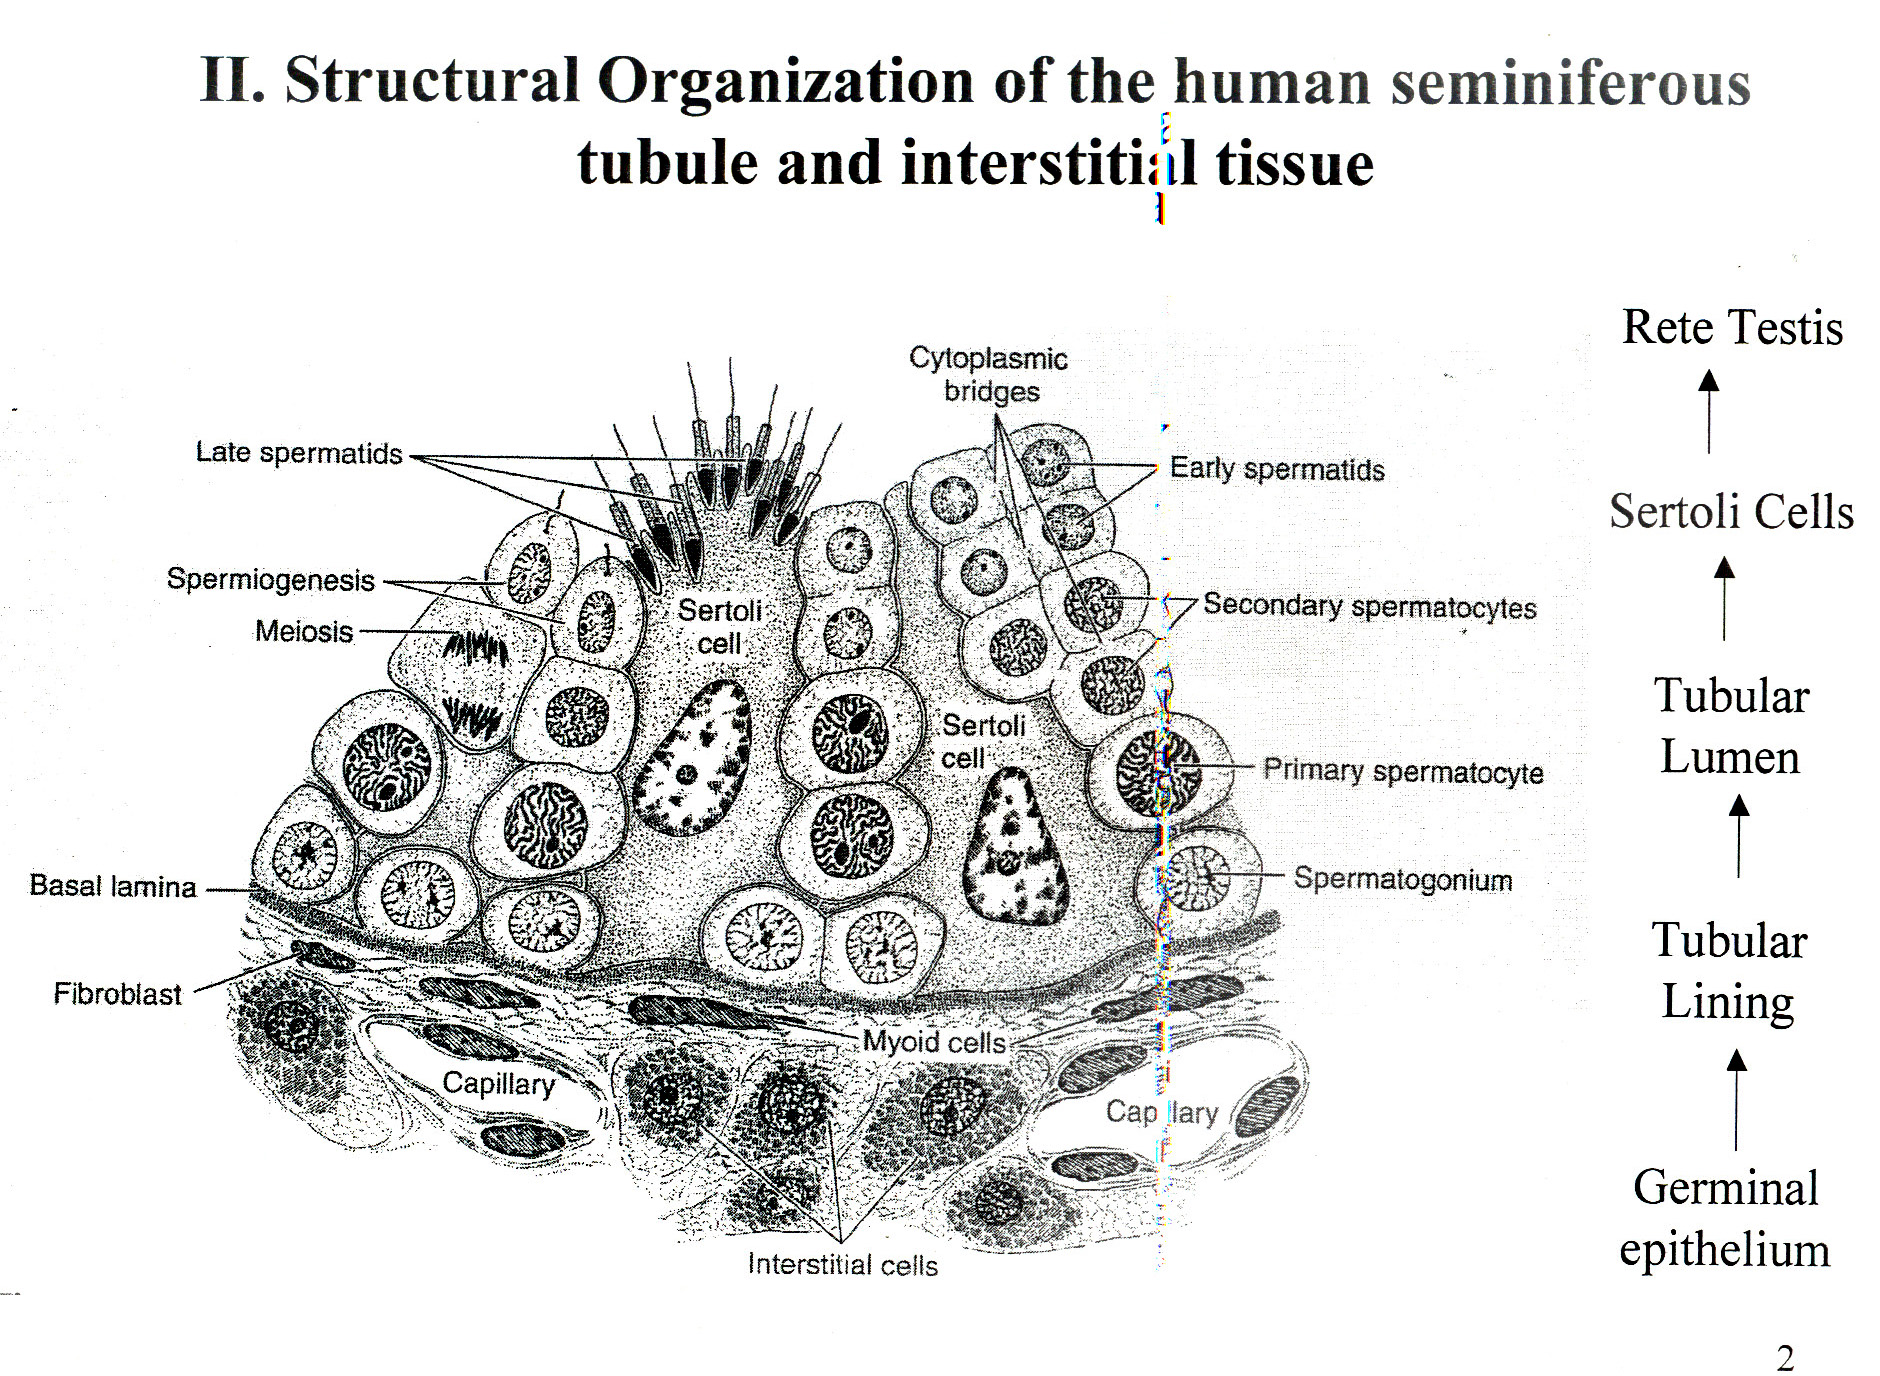 II. Structural Organization of the human seminiferous
tubule and interstitial tissue
Cytoplasmic
bridges
Late spermatids
Early spermatids
Spermiogenesis
Meiosis
Sertoli
cell
Secondary spermatocytes
Sertoli
cell
Primary spermatocyte
Basal lamina
Spermatogonium
Fibroblast
Myoid cells
Capillary
Capillary
Interstitial cells
Rete Testis
Sertoli Cells
Tubular
Lumen
Tubular
Lining
Germinal
epithelium
2